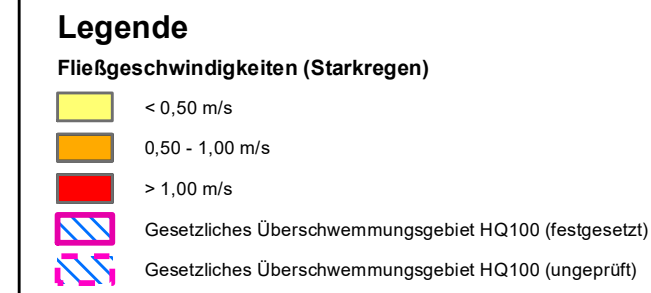 Legende
Fließgeschwindigkeiten (Starkregen)
< 0,50 m/s
0,50 - 1,00 m/s
> 1,00 m/s
Gesetzliches Überschwemmungsgebiet HQ100 (festgesetzt)
Gesetzliches Überschwemmungsgebiet HQ100 (ungeprüft)